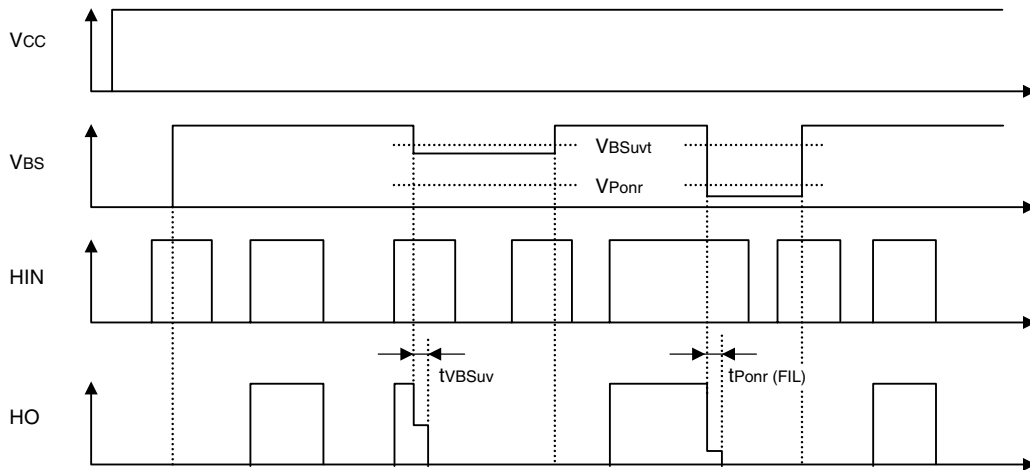 VCC
VBS
VBSuvt
VPonr
HIN
tVBSuv
tPonr (FIL)
HO